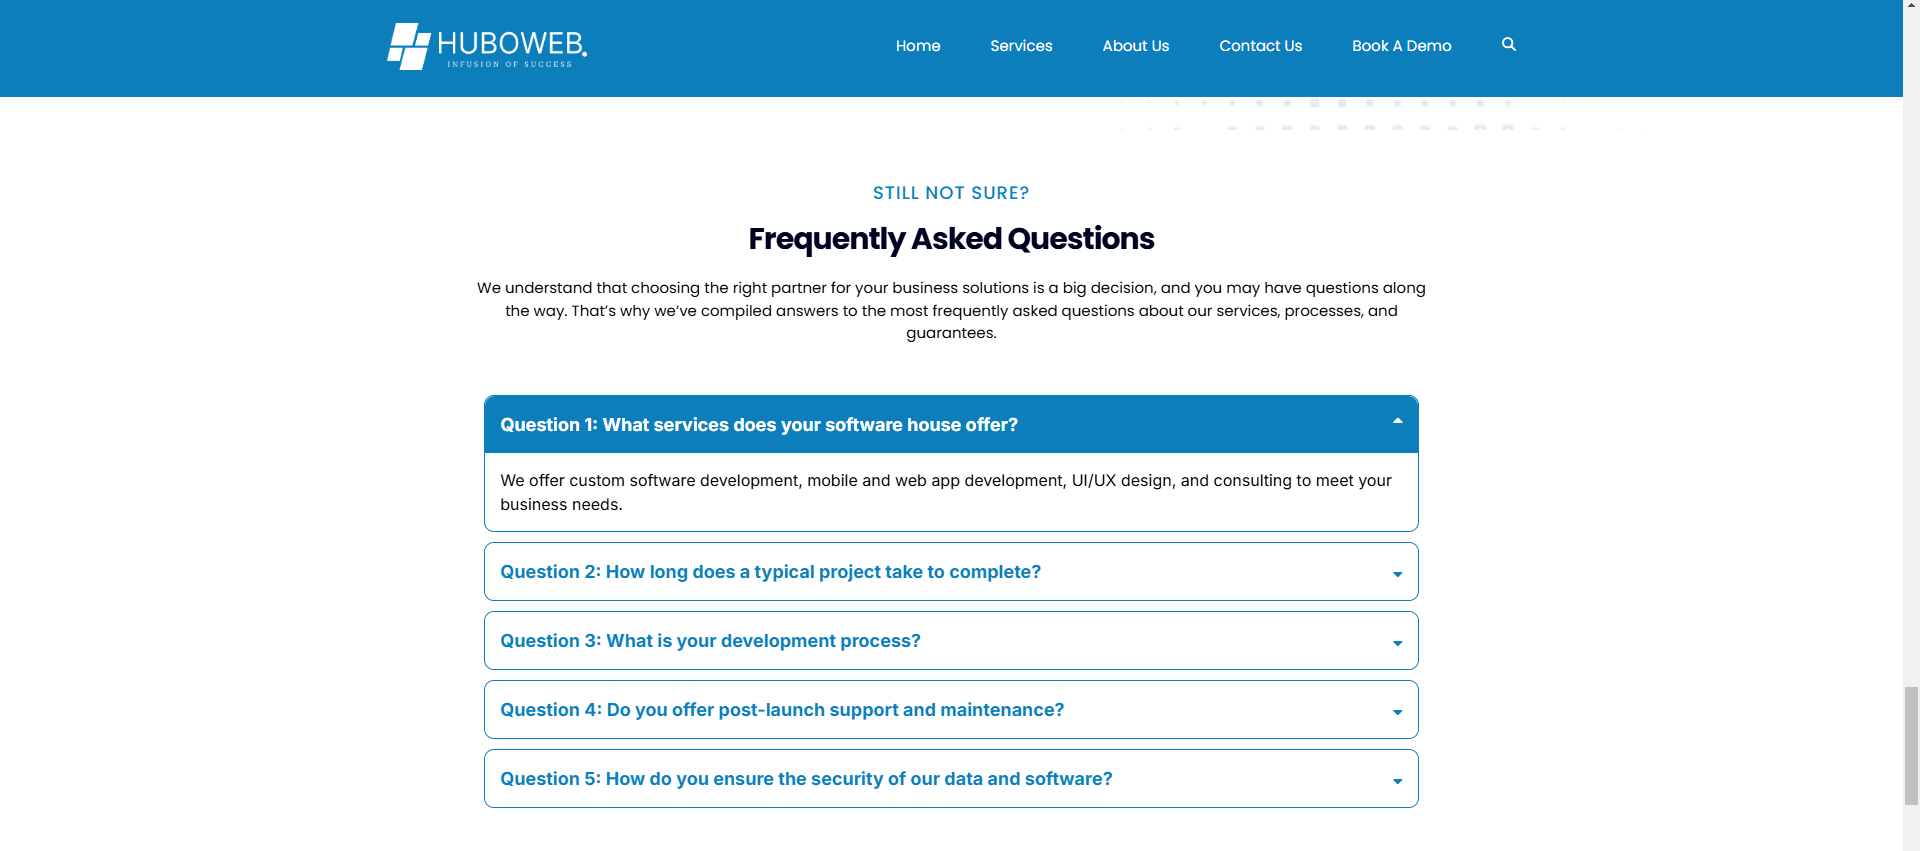 HUBOWEB.
INFUSION OF SUCCESS
Home
Services
About Us
Contact Us
Book A Demo
STILL NOT SURE?
Frequently Asked Questions
We understand that choosing the right partner for your business solutions is a big decision, and you may have questions along
the way. That’s why we’ve compiled answers to the most frequently asked questions about our services, processes, and
guarantees.
Question 1: What services does your software house offer?
We offer custom software development, mobile and web app development, UI/UX design, and consulting to meet your
business needs.
Question 2: How long does a typical project take to complete?
Question 3: What is your development process?
Question 4: Do you offer post-launch support and maintenance?
Question 5: How do you ensure the security of our data and software?